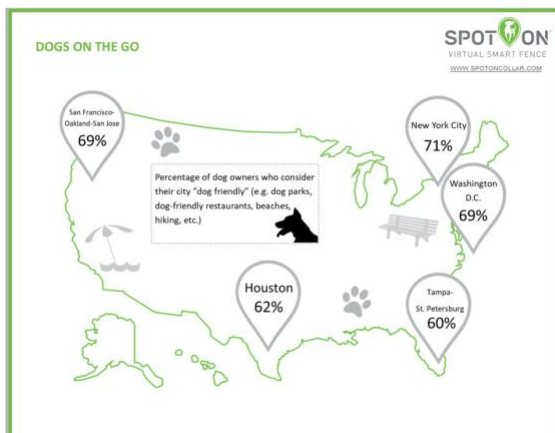 DOGS ON THE GO
SPOT ON
VIRTUAL SMART FENCE
WWW.SPOTONCOLLAR.COM
San Francisco-
Oakland-San Jose
69%
New York City
71%
Percentage of dog owners who consider
their city "dog friendly" (e.g. dog parks,
dog-friendly restaurants, beaches,
hiking, etc.)
Washington
D.C.
69%
Houston
62%
Tampa-
St. Petersburg
60%